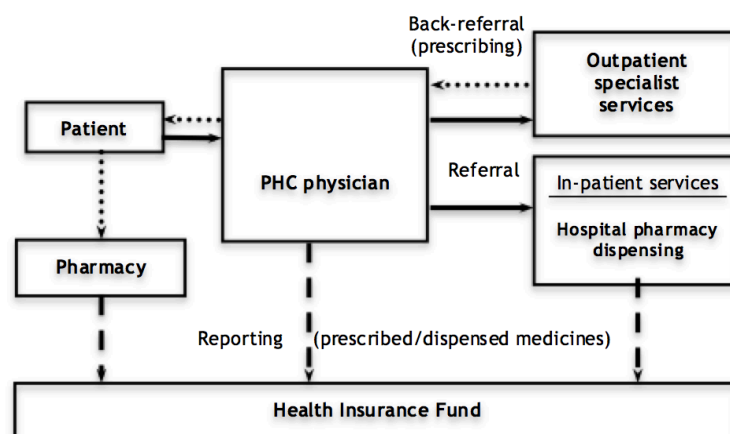 Back-referral
(prescribing)
Outpatient
specialist
services
Patient
PHC physician
Referral
In-patient services
Hospital pharmacy
dispensing
Pharmacy
Reporting (prescribed/dispensed medicines)
Health Insurance Fund